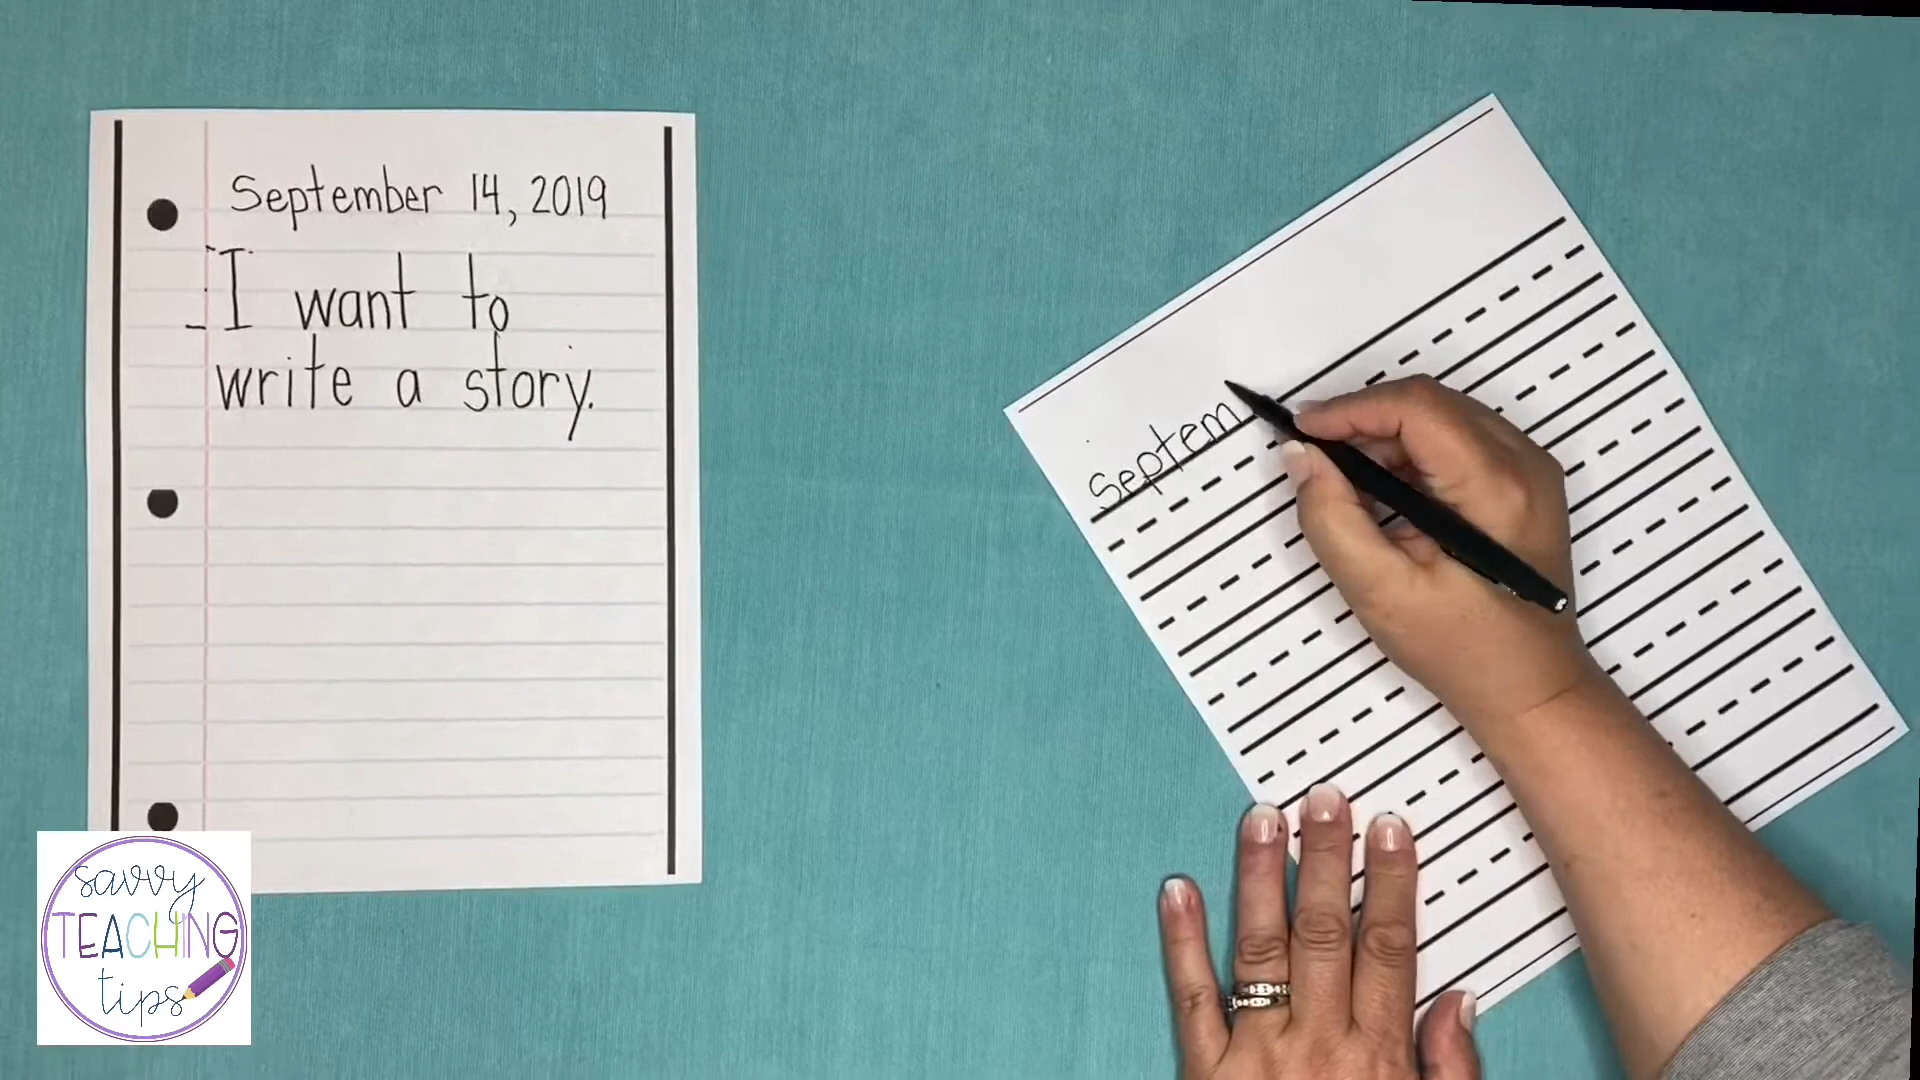 September 14, 2019
I want to
write a story.
Septem
savvy
TEACHING
tips